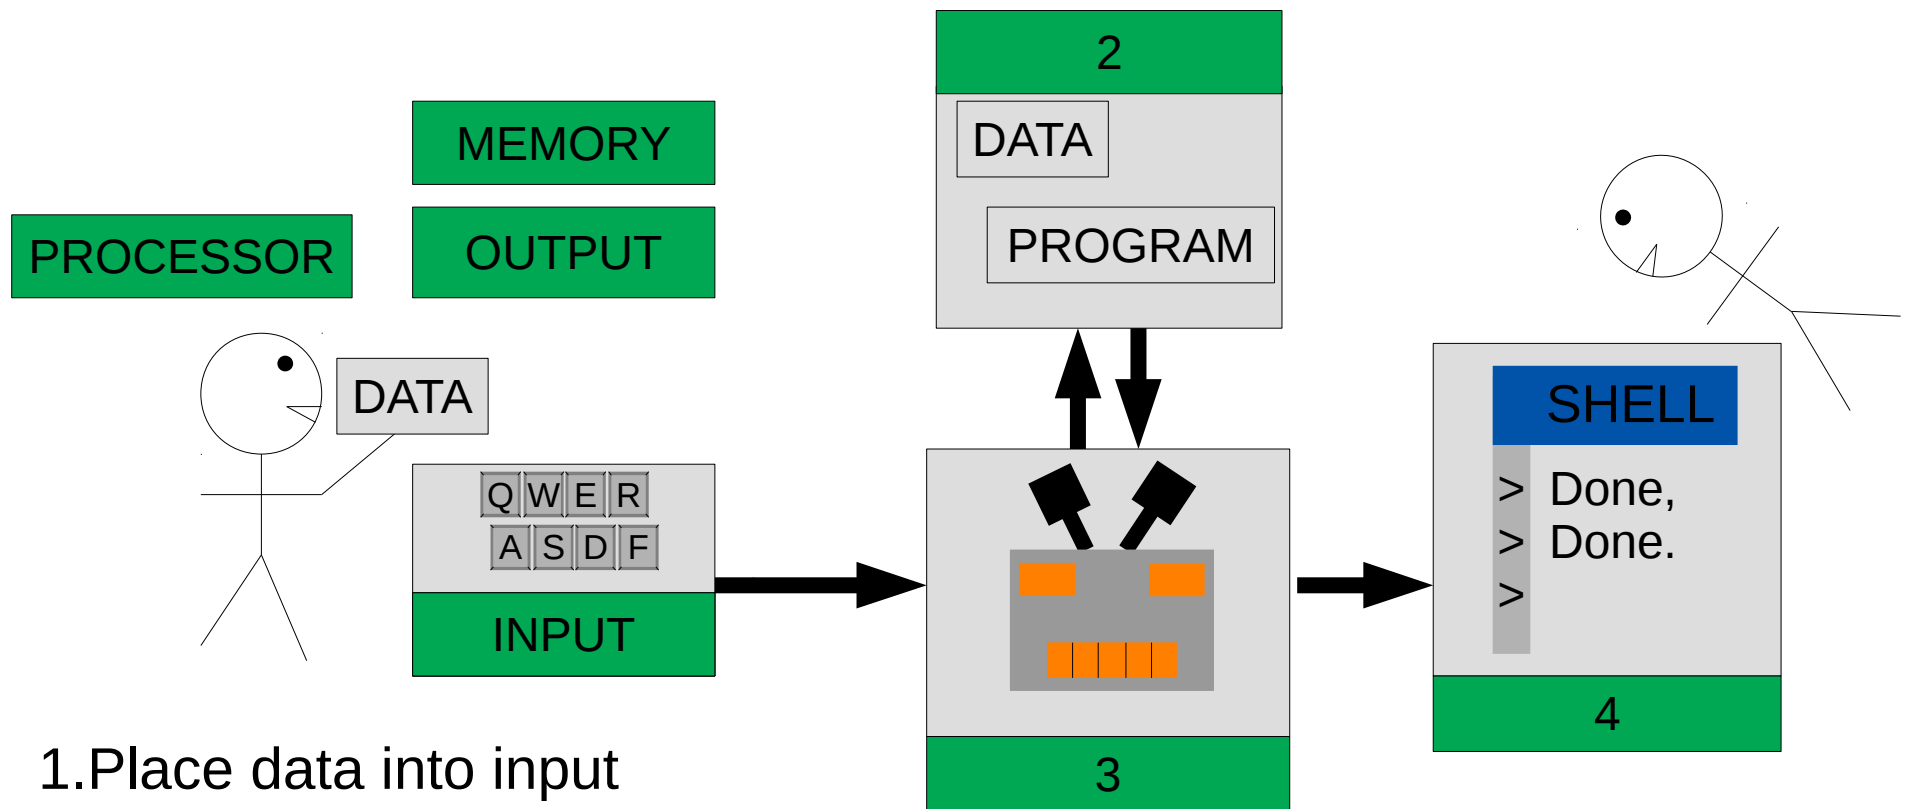 MEMORY
OUTPUT
PROCESSOR
DATA
Q W E R
A S D F
INPUT
1.Place data into input
2
DATA
PROGRAM
3
SHELL
> Done,
> Done.
>
4